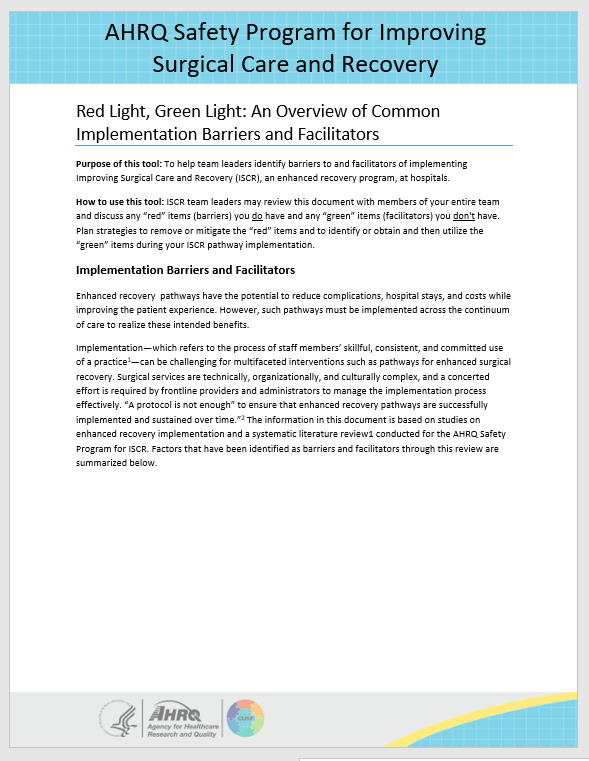 AHRQ Safety Program for Improving
Surgical Care and Recovery
Red Light, Green Light: An Overview of Common
Implementation Barriers and Facilitators
Purpose of this tool: To help team leaders identify barriers to and facilitators of implementing
Improving Surgical Care and Recovery (ISCR), an enhanced recovery program, at hospitals.
How to use this tool: ISCR team leaders may review this document with members of your entire team
and discuss any “red” items (barriers) you do have and any “green” items (facilitators) you don't have.
Plan strategies to remove or mitigate the “red” items and to identify or obtain and then utilize the
“green” items during your ISCR pathway implementation.
Implementation Barriers and Facilitators
Enhanced recovery  pathways have the potential to reduce complications, hospital stays, and costs while
improving the patient experience. However, such pathways must be implemented across the continuum
of care to realize these intended benefits.
Implementation—which refers to the process of staff members’ skillful, consistent, and committed use
of a practice¹—can be challenging for multifaceted interventions such as pathways for enhanced surgical
recovery. Surgical services are technically, organizationally, and culturally complex, and a concerted
effort is required by frontline providers and administrators to manage the implementation process
effectively. “A protocol is not enough” to ensure that enhanced recovery pathways are successfully
implemented and sustained over time.”² The information in this document is based on studies on
enhanced recovery implementation and a systematic literature review1 conducted for the AHRQ Safety
Program for ISCR. Factors that have been identified as barriers and facilitators through this review are
summarized below.
AHRQ
Agency for Healthcare
Research and Quality
CUSP